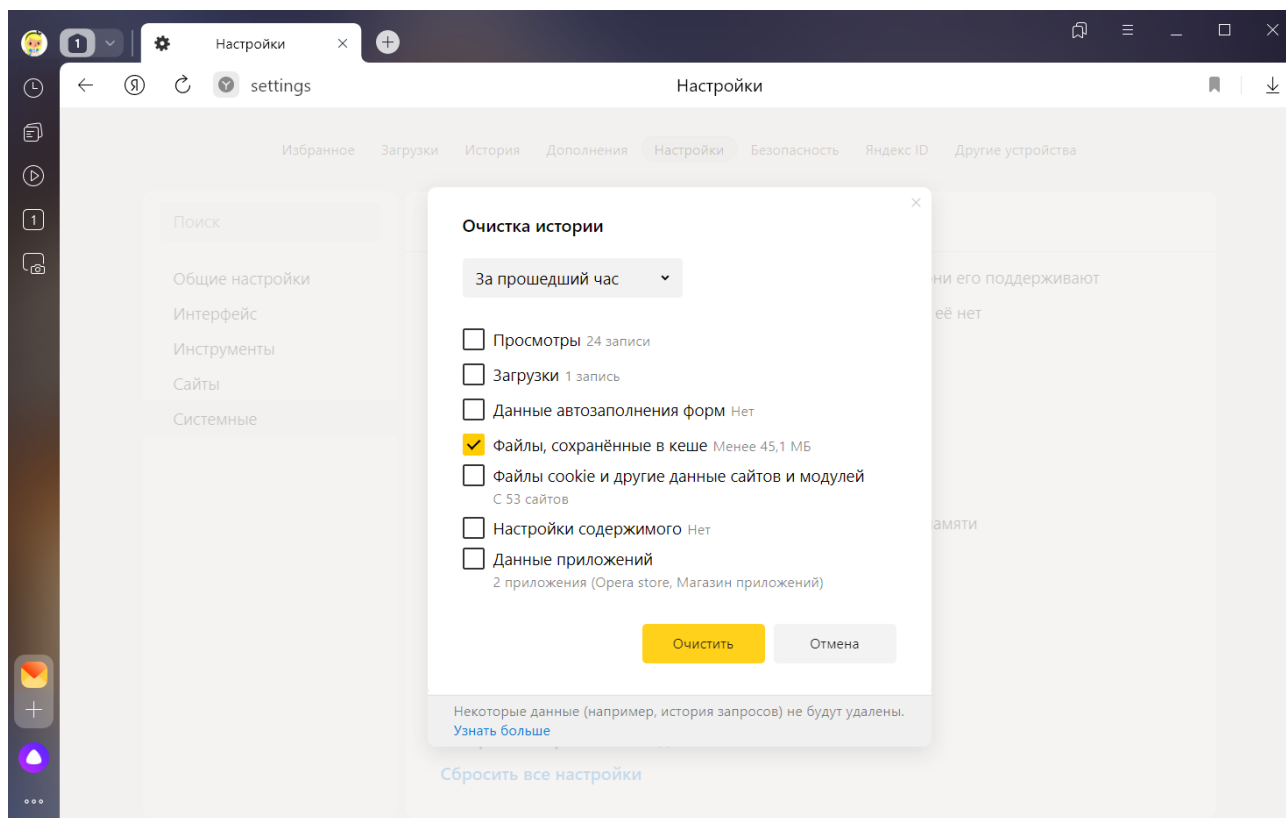 1
Настройки
settings
Настройки
Избранное Загрузки История Дополнения Настройки Безопасность Яндекс ID Другие устройства
1
Поиск
Общие настройки
Интерфейс
Инструменты
Сайты
Системные
Очистка истории
За прошедший час
Просмотры 24 записи
Загрузки 1 запись
Данные автозаполнения форм Нет
Файлы, сохранённые в кеше Менее 45,1 МБ
Файлы cookie и другие данные сайтов и модулей
С 53 сайтов
Настройки содержимого Нет
Данные приложений
2 приложения (Opera store, Магазин приложений)
Очистить Отмена
Некоторые данные (например, история запросов) не будут удалены.
Узнать больше
его поддерживают
её нет
Сбросить все настройки